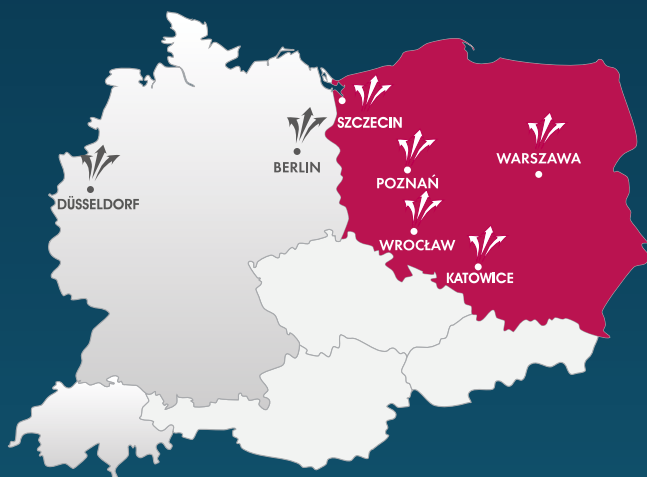 SZCZECIN
BERLIN
WARSZAWA
POZNAŃ
DÜSSELDORF
WROCŁAW
KATOWICE